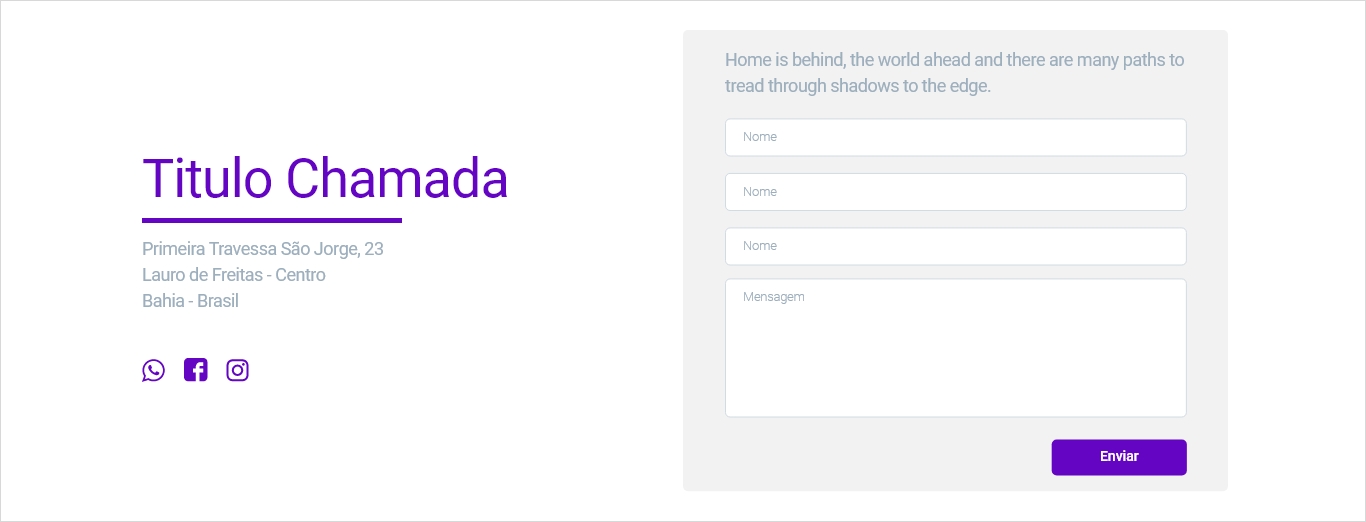 Titulo Chamada
Primeira Travessa São Jorge, 23
Lauro de Freitas - Centro
Bahia - Brasil
Home is behind, the world ahead and there are many paths to
tread through shadows to the edge.
Nome
Nome
Nome
Mensagem
Enviar